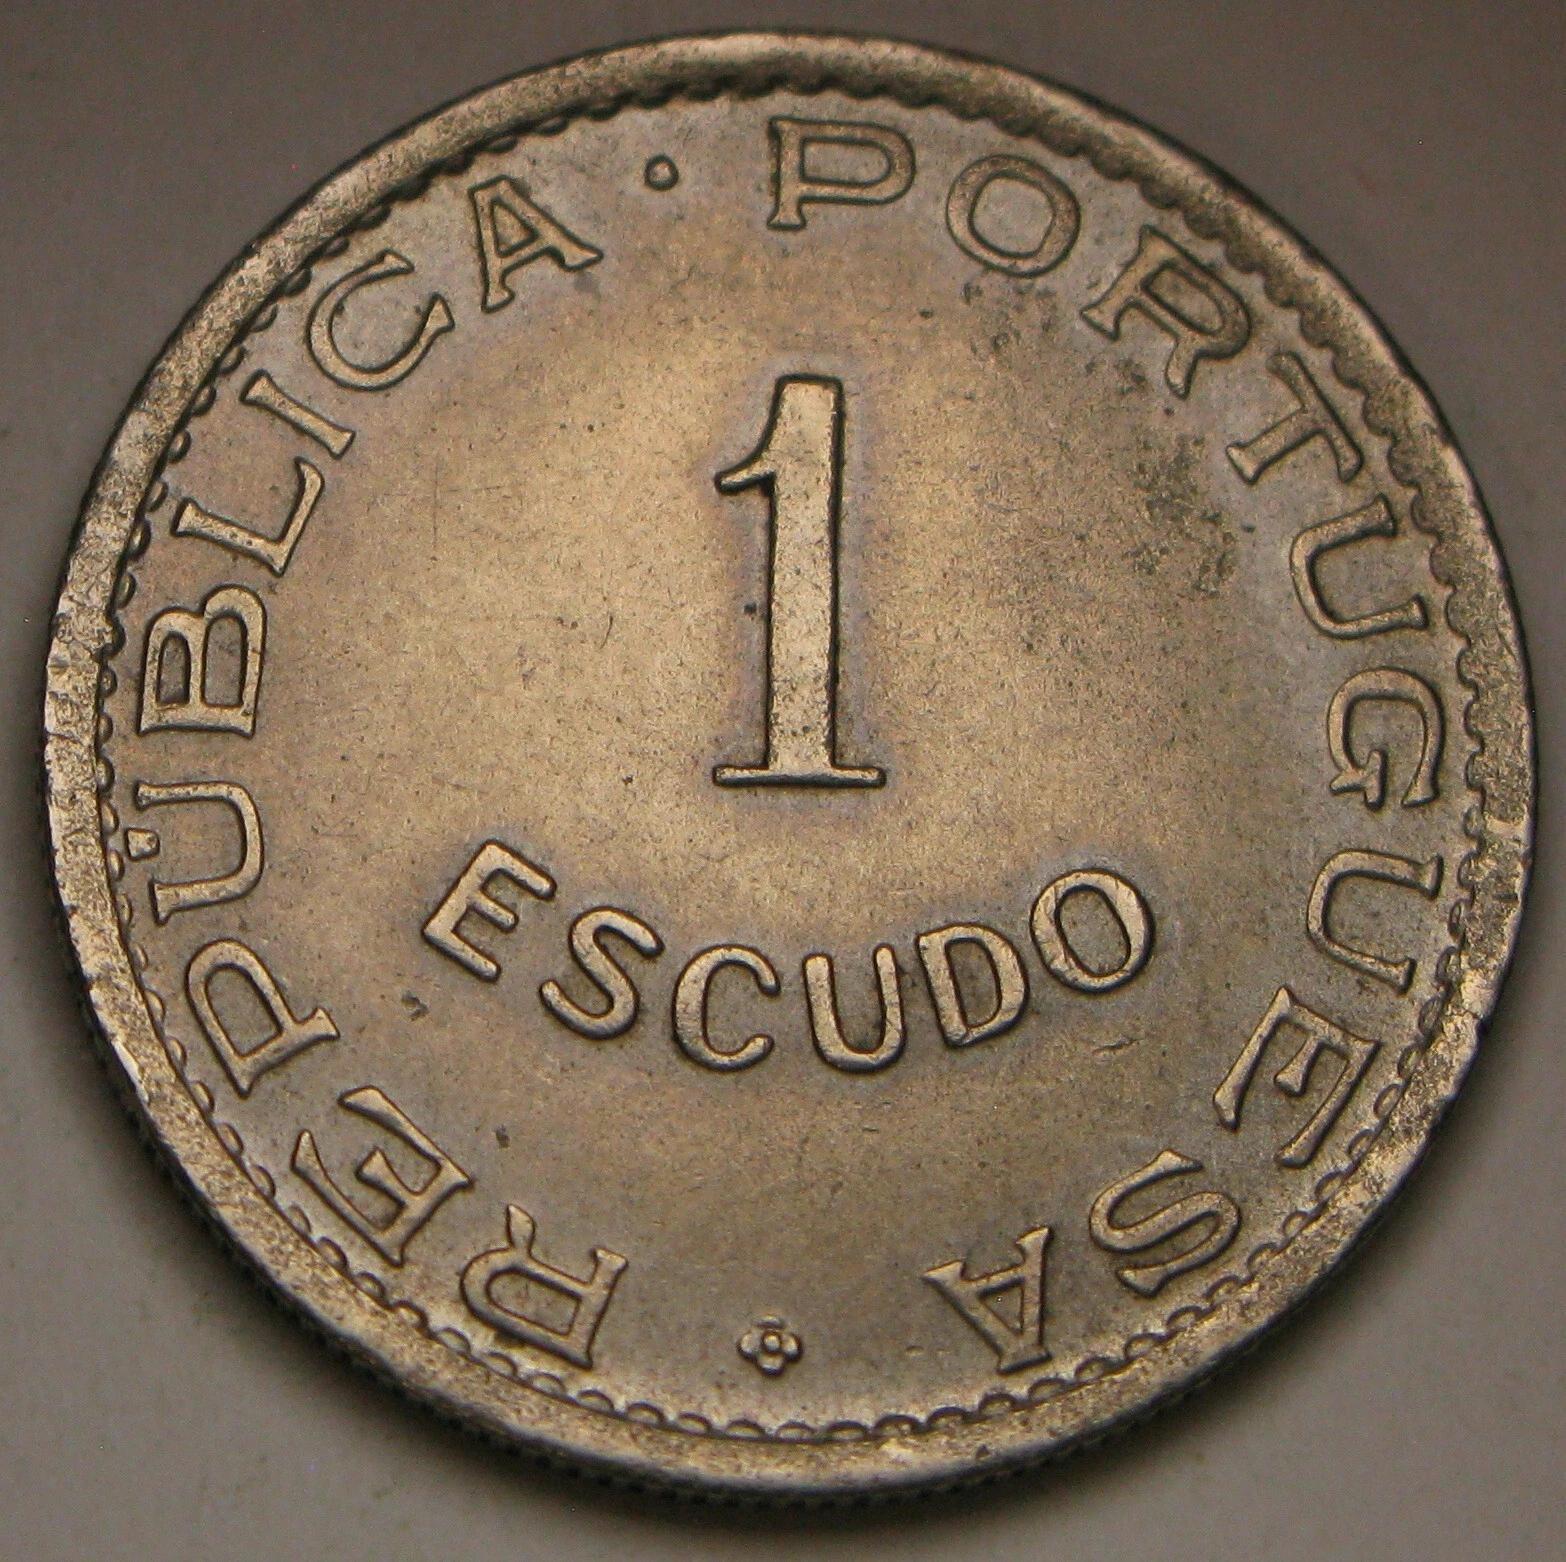 REPÚBLICA · PORTUGUESA
1
ESCUDO